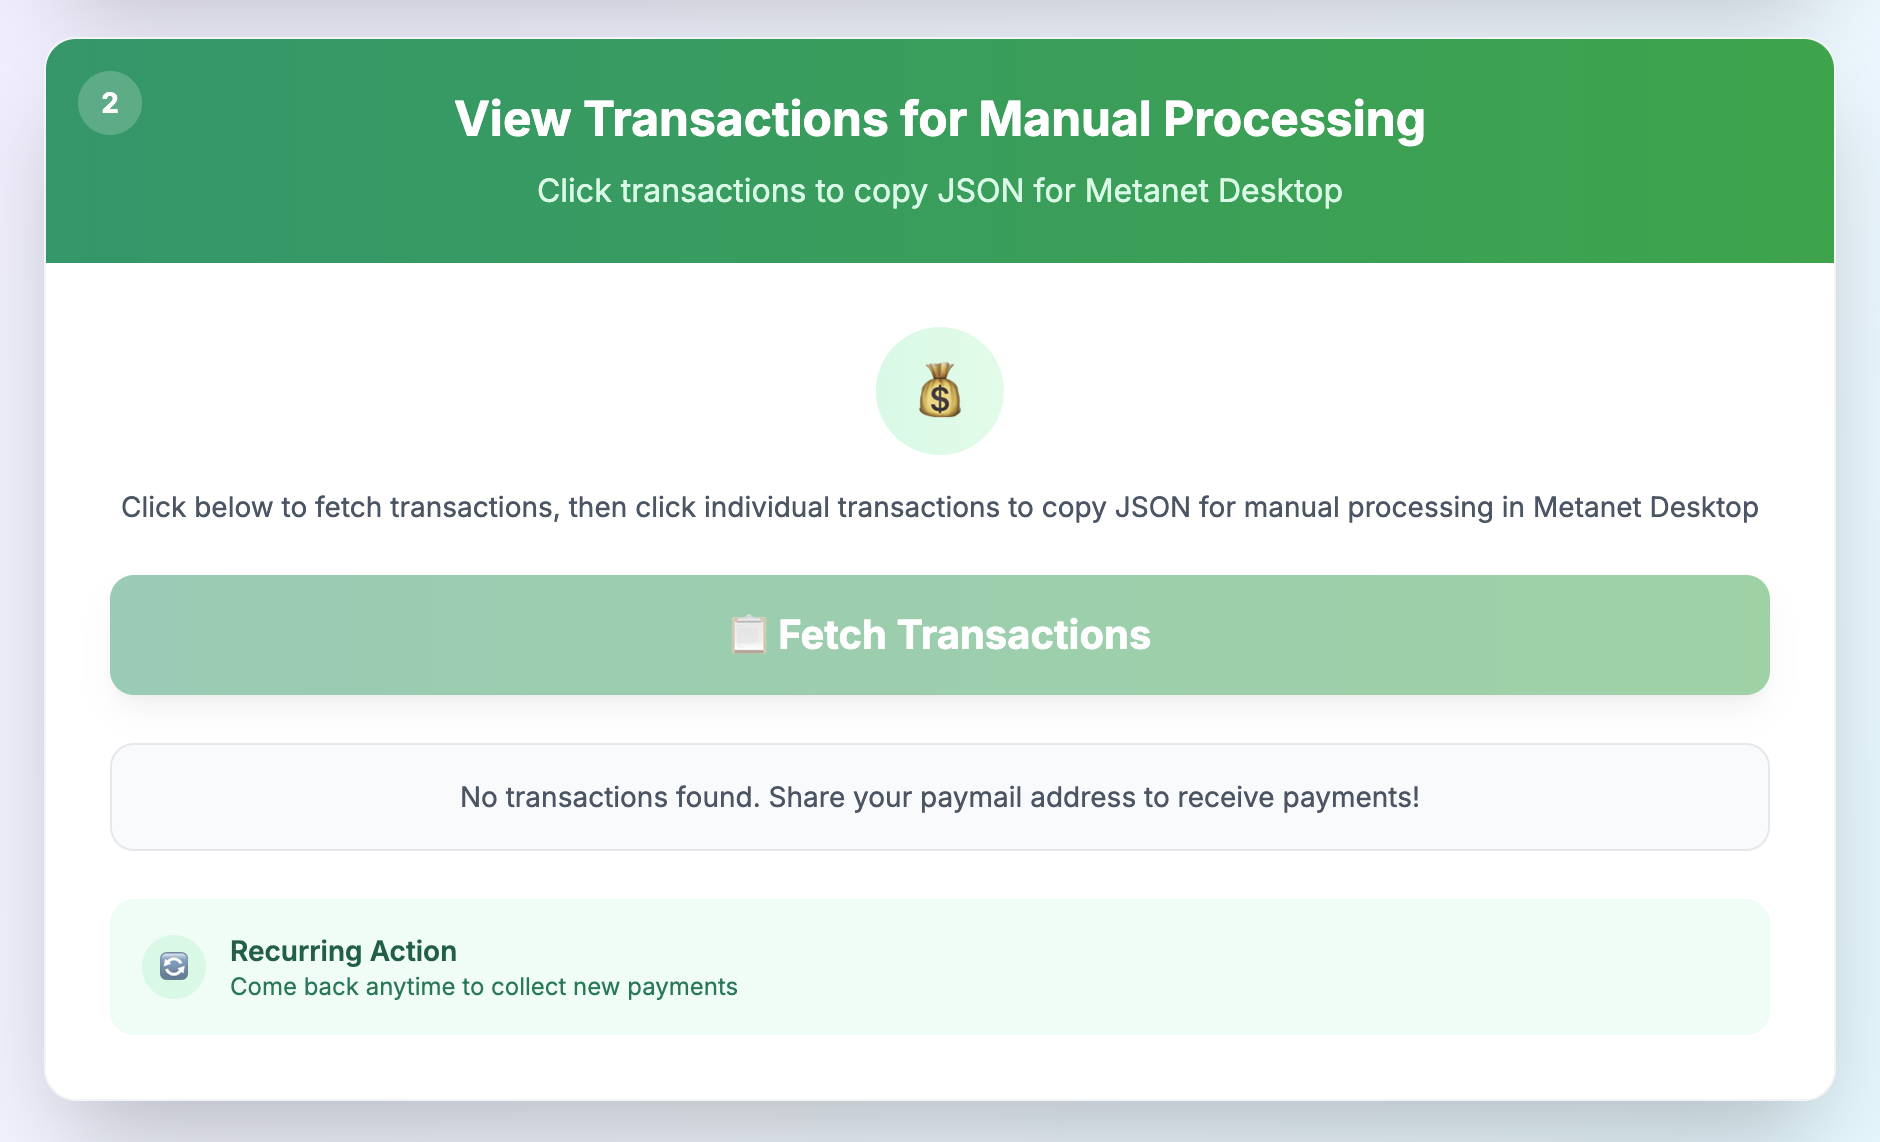 2
View Transactions for Manual Processing
Click transactions to copy JSON for Metanet Desktop
Click below to fetch transactions, then click individual transactions to copy JSON for manual processing in Metanet Desktop
Fetch Transactions
No transactions found. Share your paymail address to receive payments!
Recurring Action
Come back anytime to collect new payments